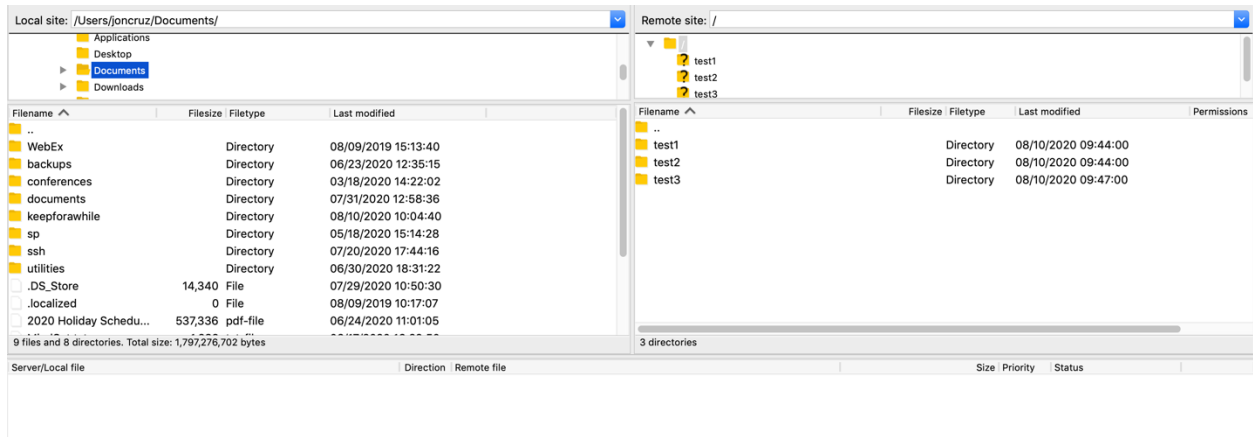 Local site: /Users/joncruz/Documents/
Applications
Desktop
Documents
Downloads
Filename Filesize Filetype Last modified
..
WebEx Directory 08/09/2019 15:13:40
backups Directory 06/23/2020 12:35:15
conferences Directory 03/18/2020 14:22:02
documents Directory 07/31/2020 12:58:36
keepforawhile Directory 08/10/2020 10:04:40
sp Directory 05/18/2020 15:14:28
ssh Directory 07/20/2020 17:44:16
utilities Directory 06/30/2020 18:31:22
.DS_Store 14,340 File 07/29/2020 10:50:30
.localized 0 File 08/09/2019 10:17:07
2020 Holiday Schedu... 537,336 pdf-file 06/24/2020 11:01:05
9 files and 8 directories. Total size: 1,797,276,702 bytes
Remote site: /
/
? test1
? test2
? test3
Filename Filesize Filetype Last modified Permissions
..
test1 Directory 08/10/2020 09:44:00
test2 Directory 08/10/2020 09:44:00
test3 Directory 08/10/2020 09:47:00
3 directories
Server/Local file Direction Remote file Size Priority Status